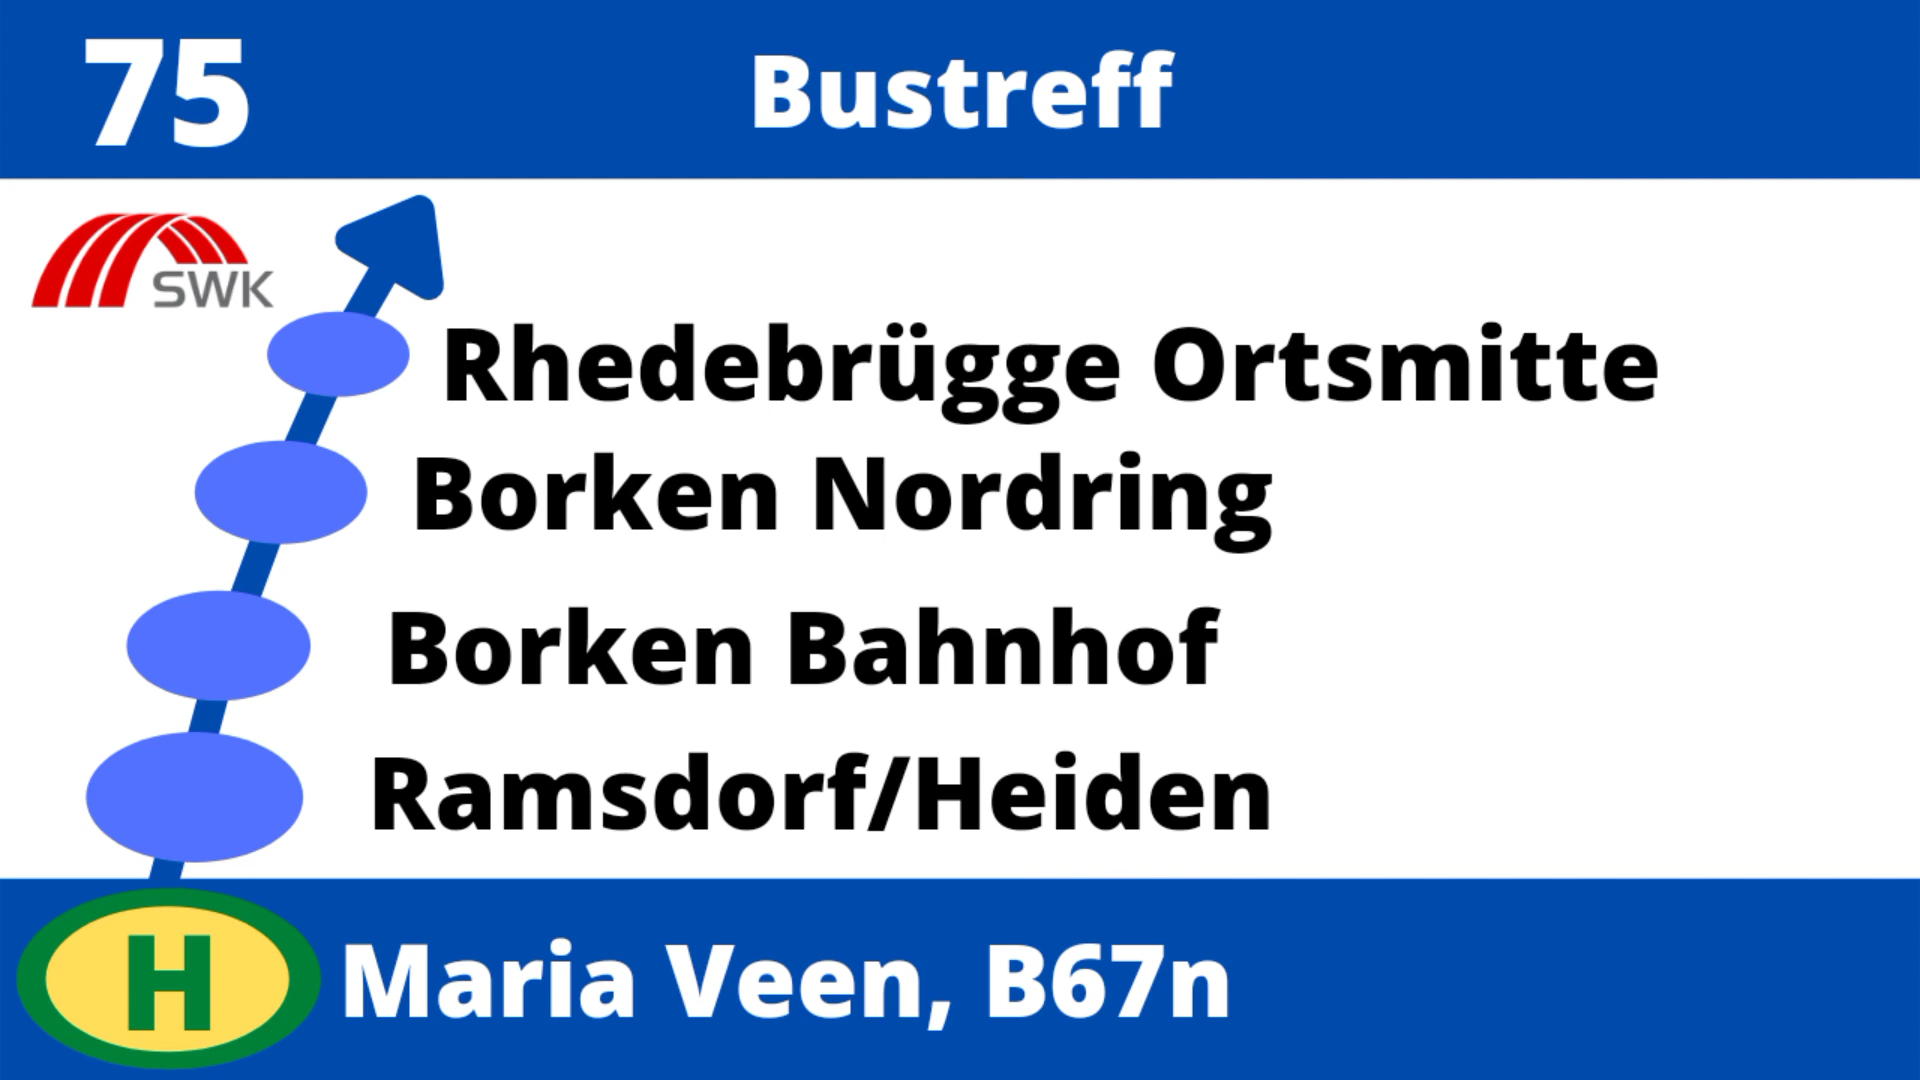 75
Bustreff
SWK
Rhedebrügge Ortsmitte
Borken Nordring
Borken Bahnhof
Ramsdorf/Heiden
H
Maria Veen, B67n